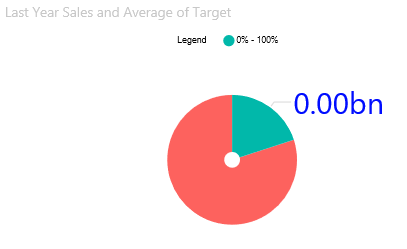 Last Year Sales and Average of Target
Legend 0% - 100%
0.00bn